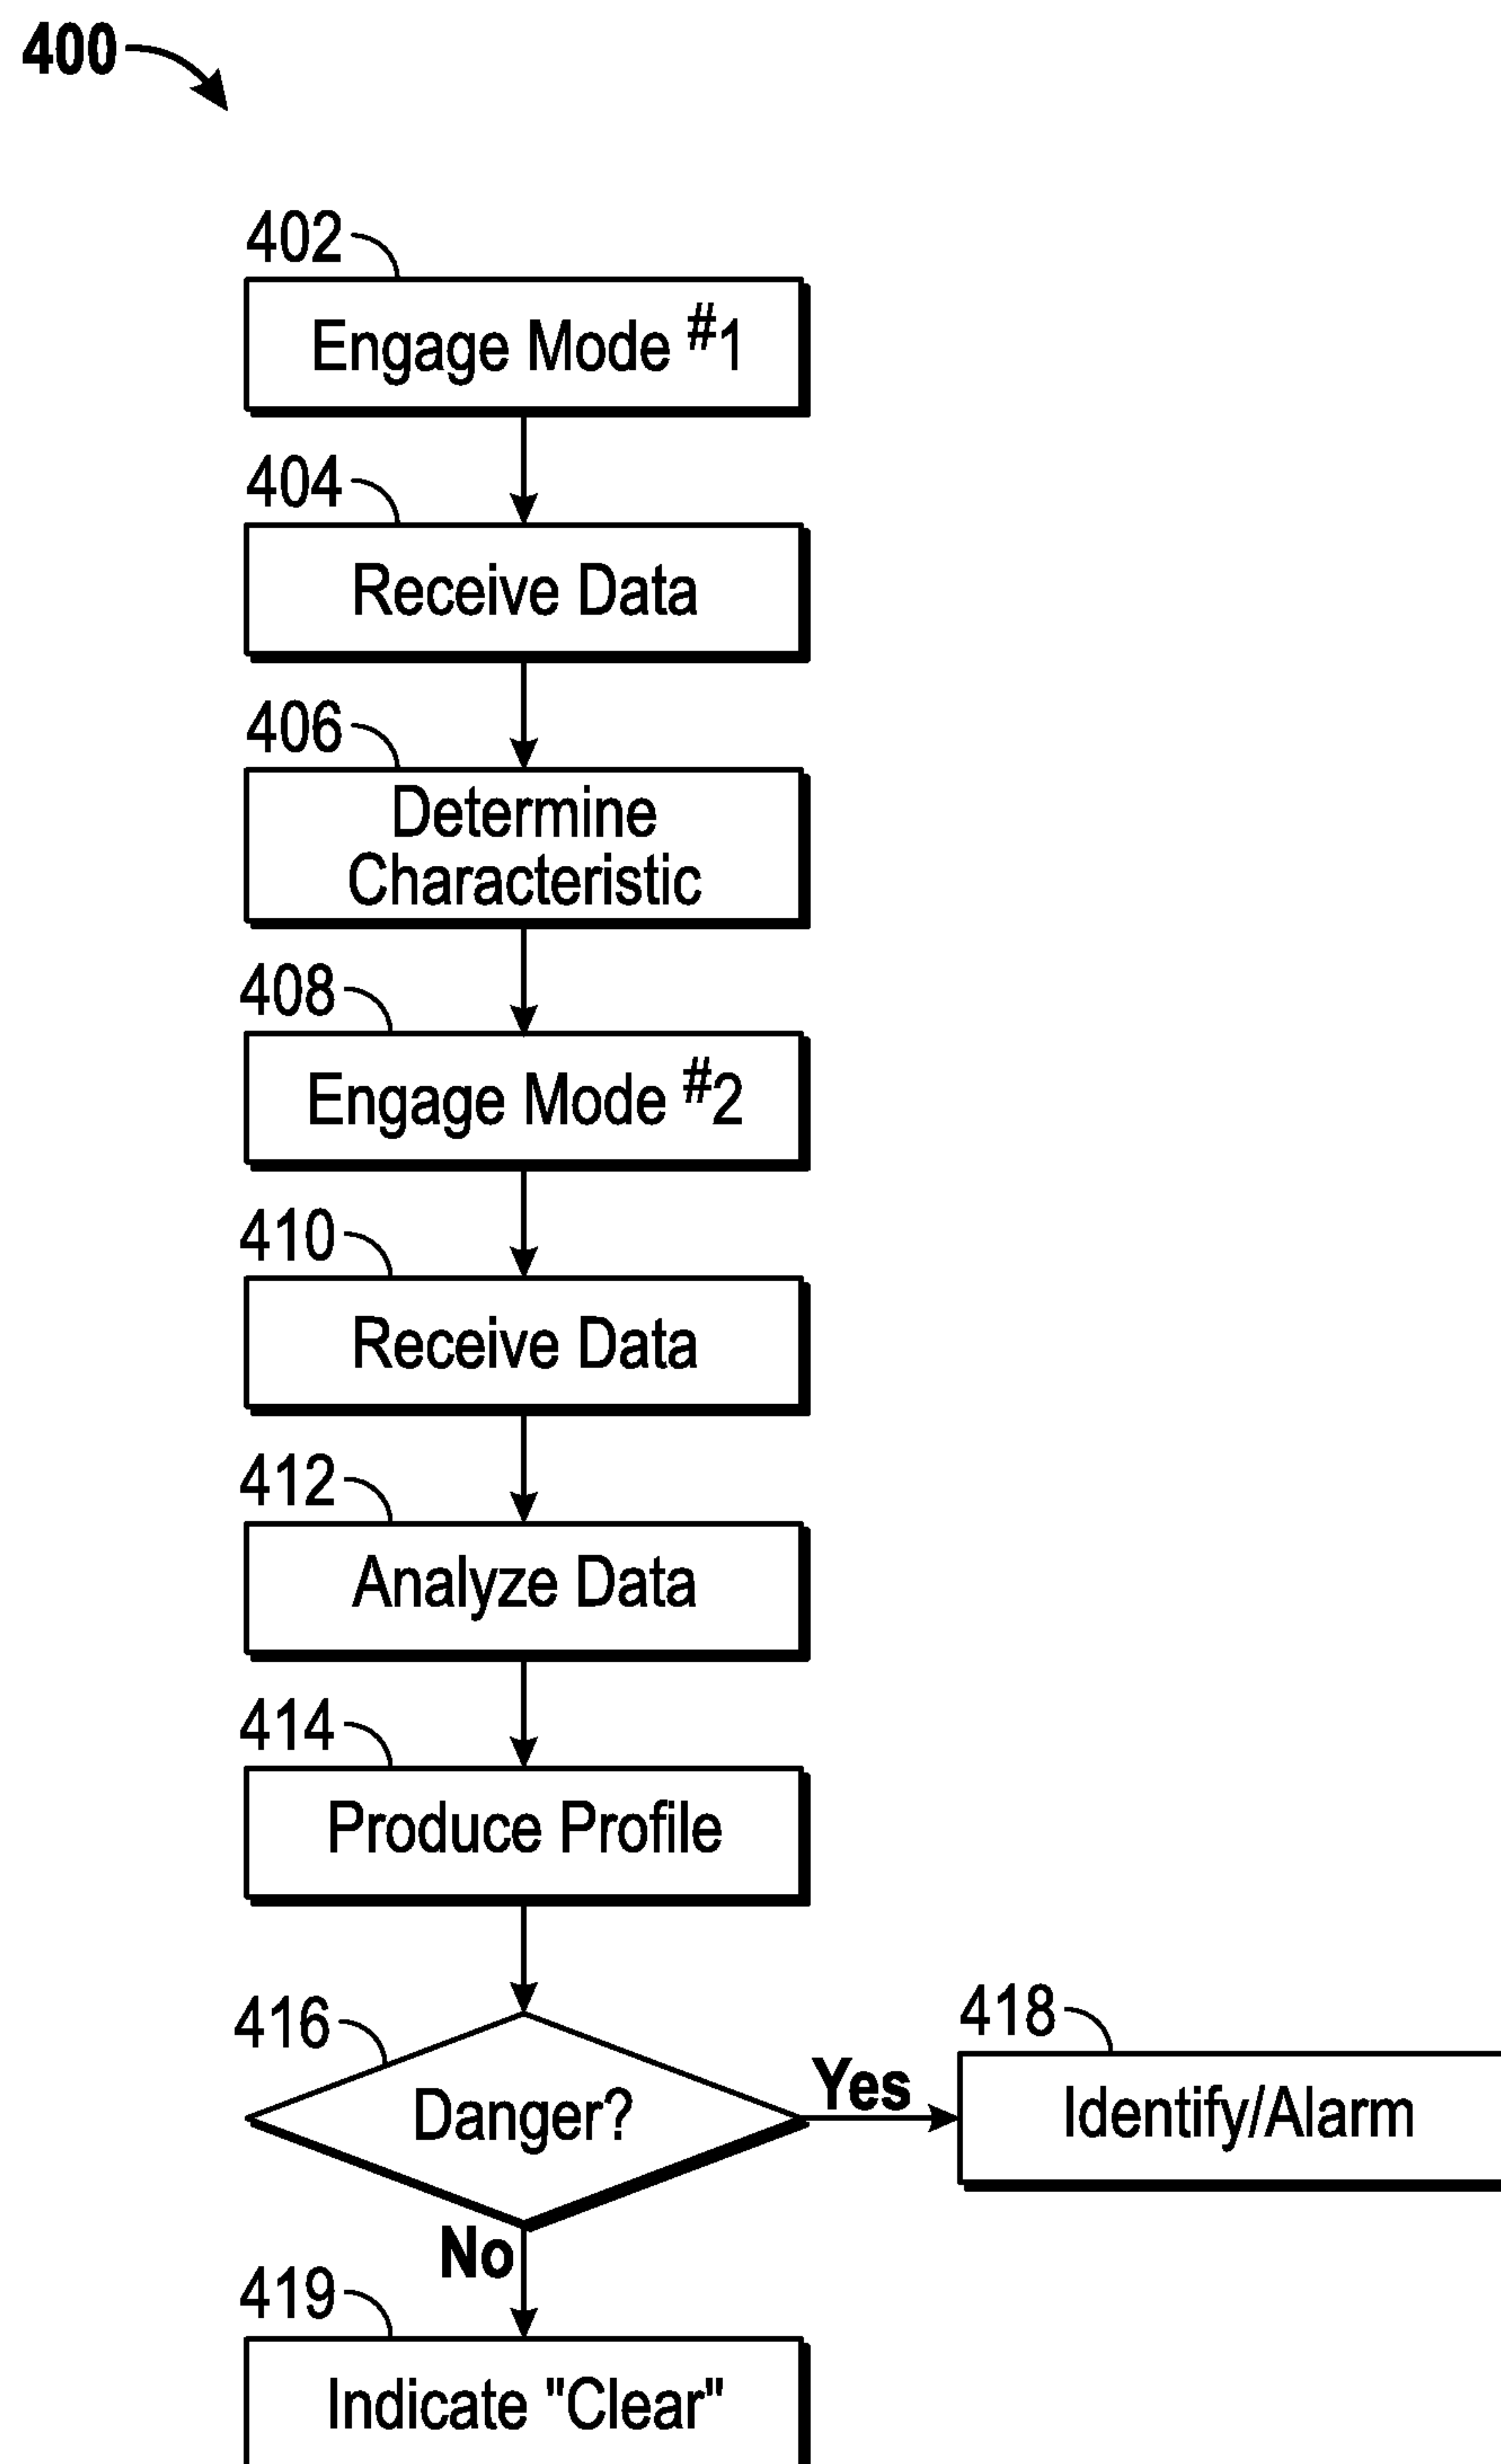 400
402
Engage Mode #1
404
Receive Data
406
Determine
Characteristic
408
Engage Mode #2
410
Receive Data
412
Analyze Data
414
Produce Profile
416
Danger?
Yes
418
Identify/Alarm
No
419
Indicate "Clear"